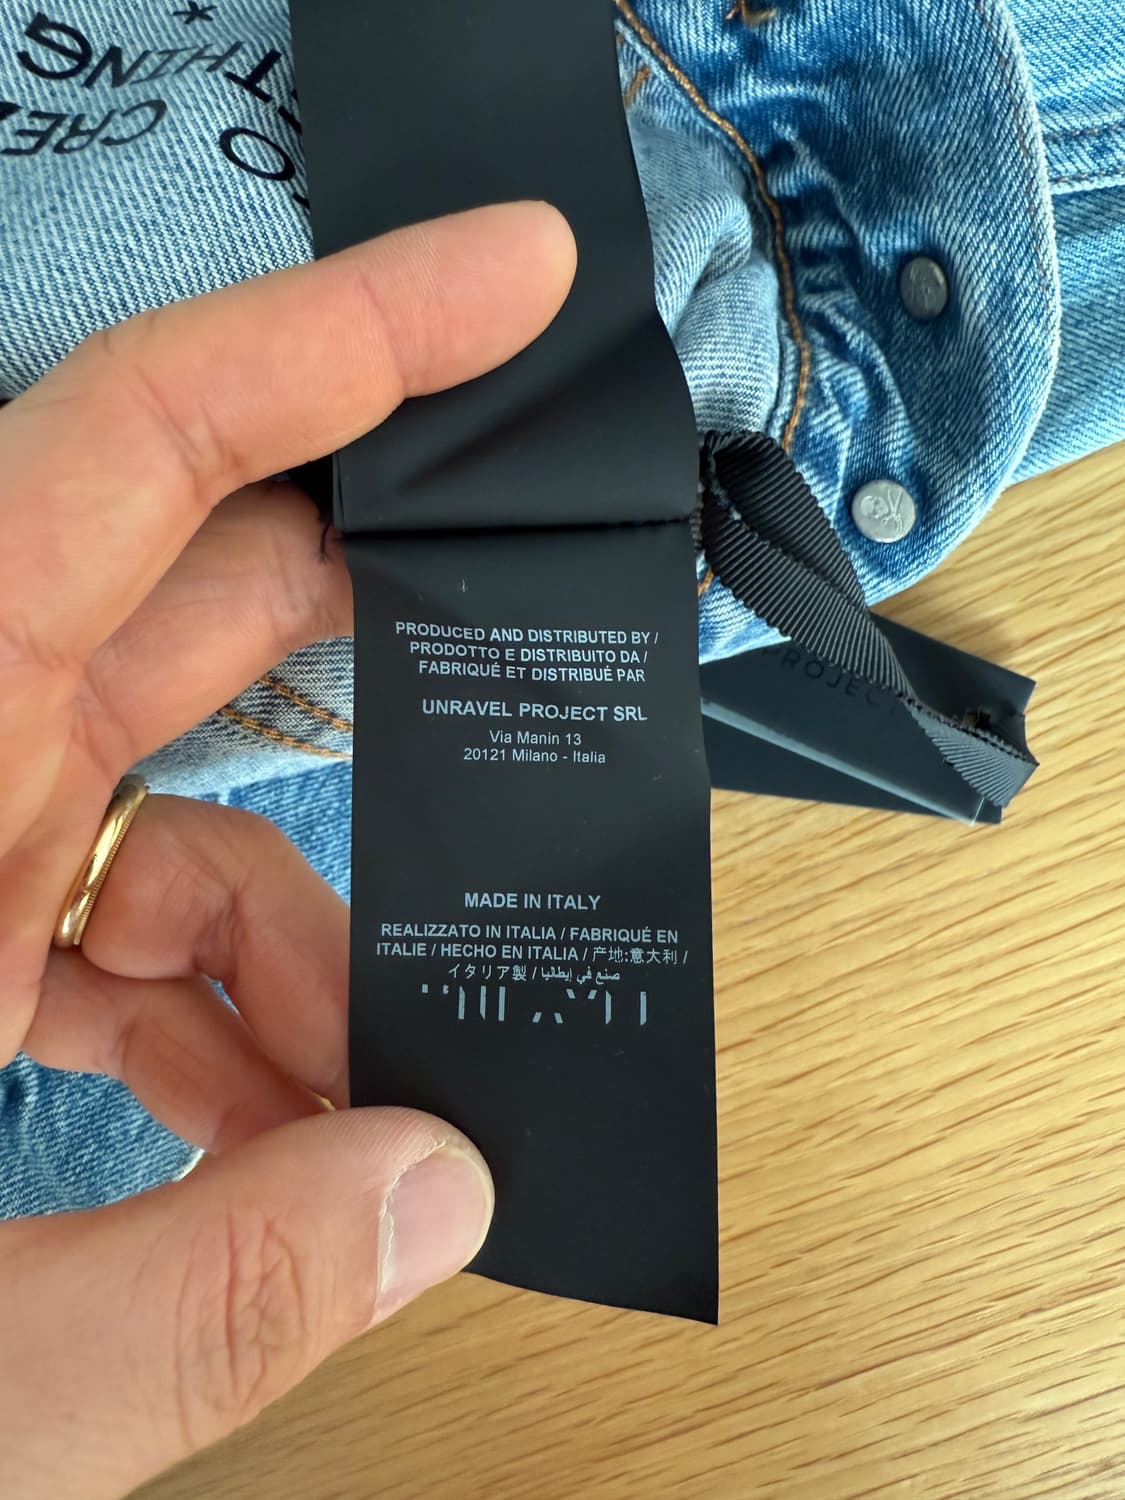 *
THING
TO
PRODUCED AND DISTRIBUTED BY /
PRODOTTO E DISTRIBUITO DA /
FABRIQUÉ ET DISTRIBUÉ PAR
UNRAVEL PROJECT SRL
Via Manin 13
20121 Milano - Italia
PROJECT
MADE IN ITALY
REALIZZATO IN ITALIA / FABRIQUÉ EN
ITALIE / HECHO EN ITALIA / 产地:意大利 /
イタリア製 / صنع في إيطاليا